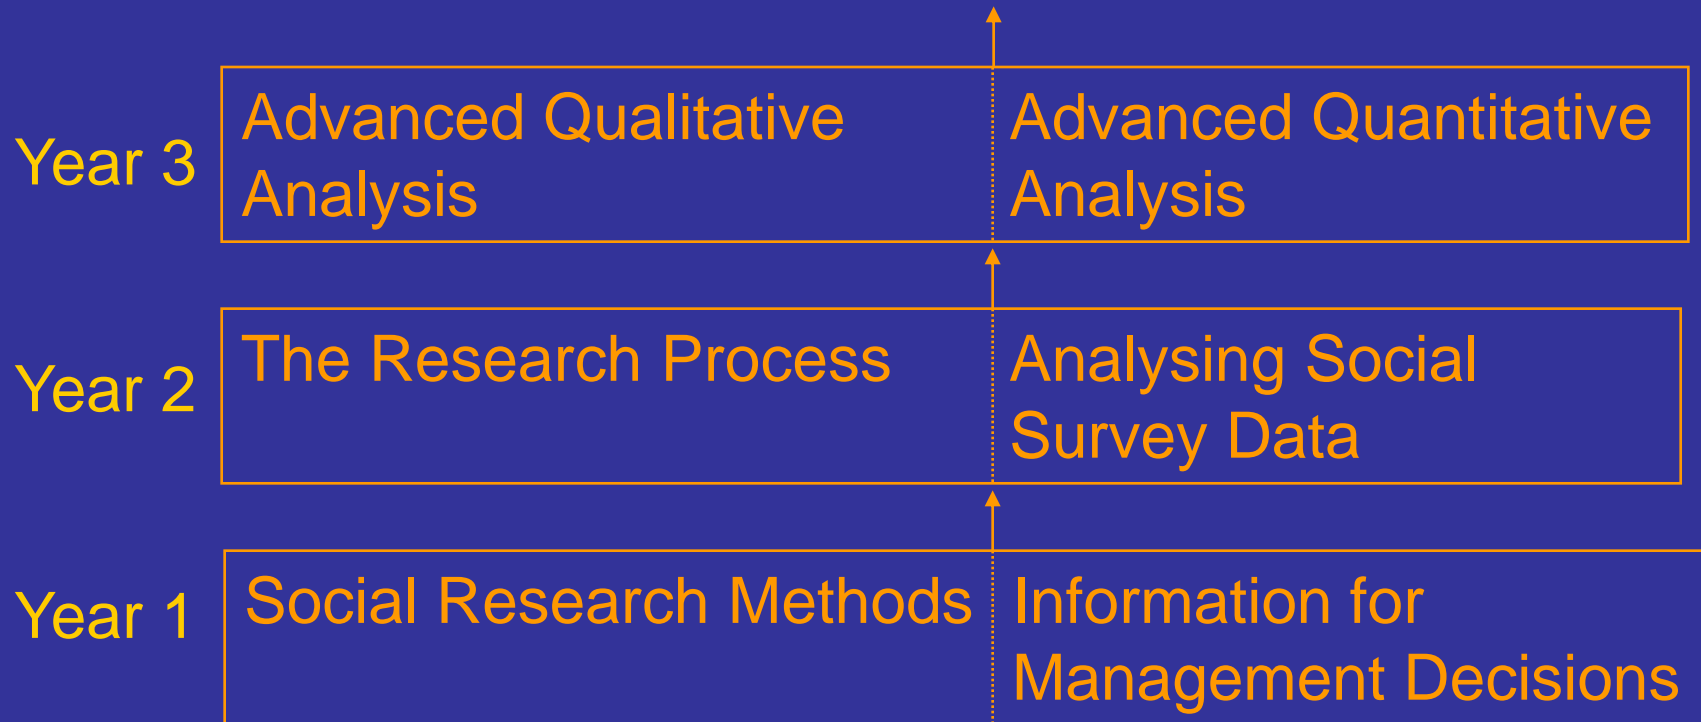 Year 3
Advanced Qualitative
Analysis
Advanced Quantitative
Analysis
Year 2
The Research Process
Analysing Social
Survey Data
Year 1
Social Research Methods
Information for
Management Decisions